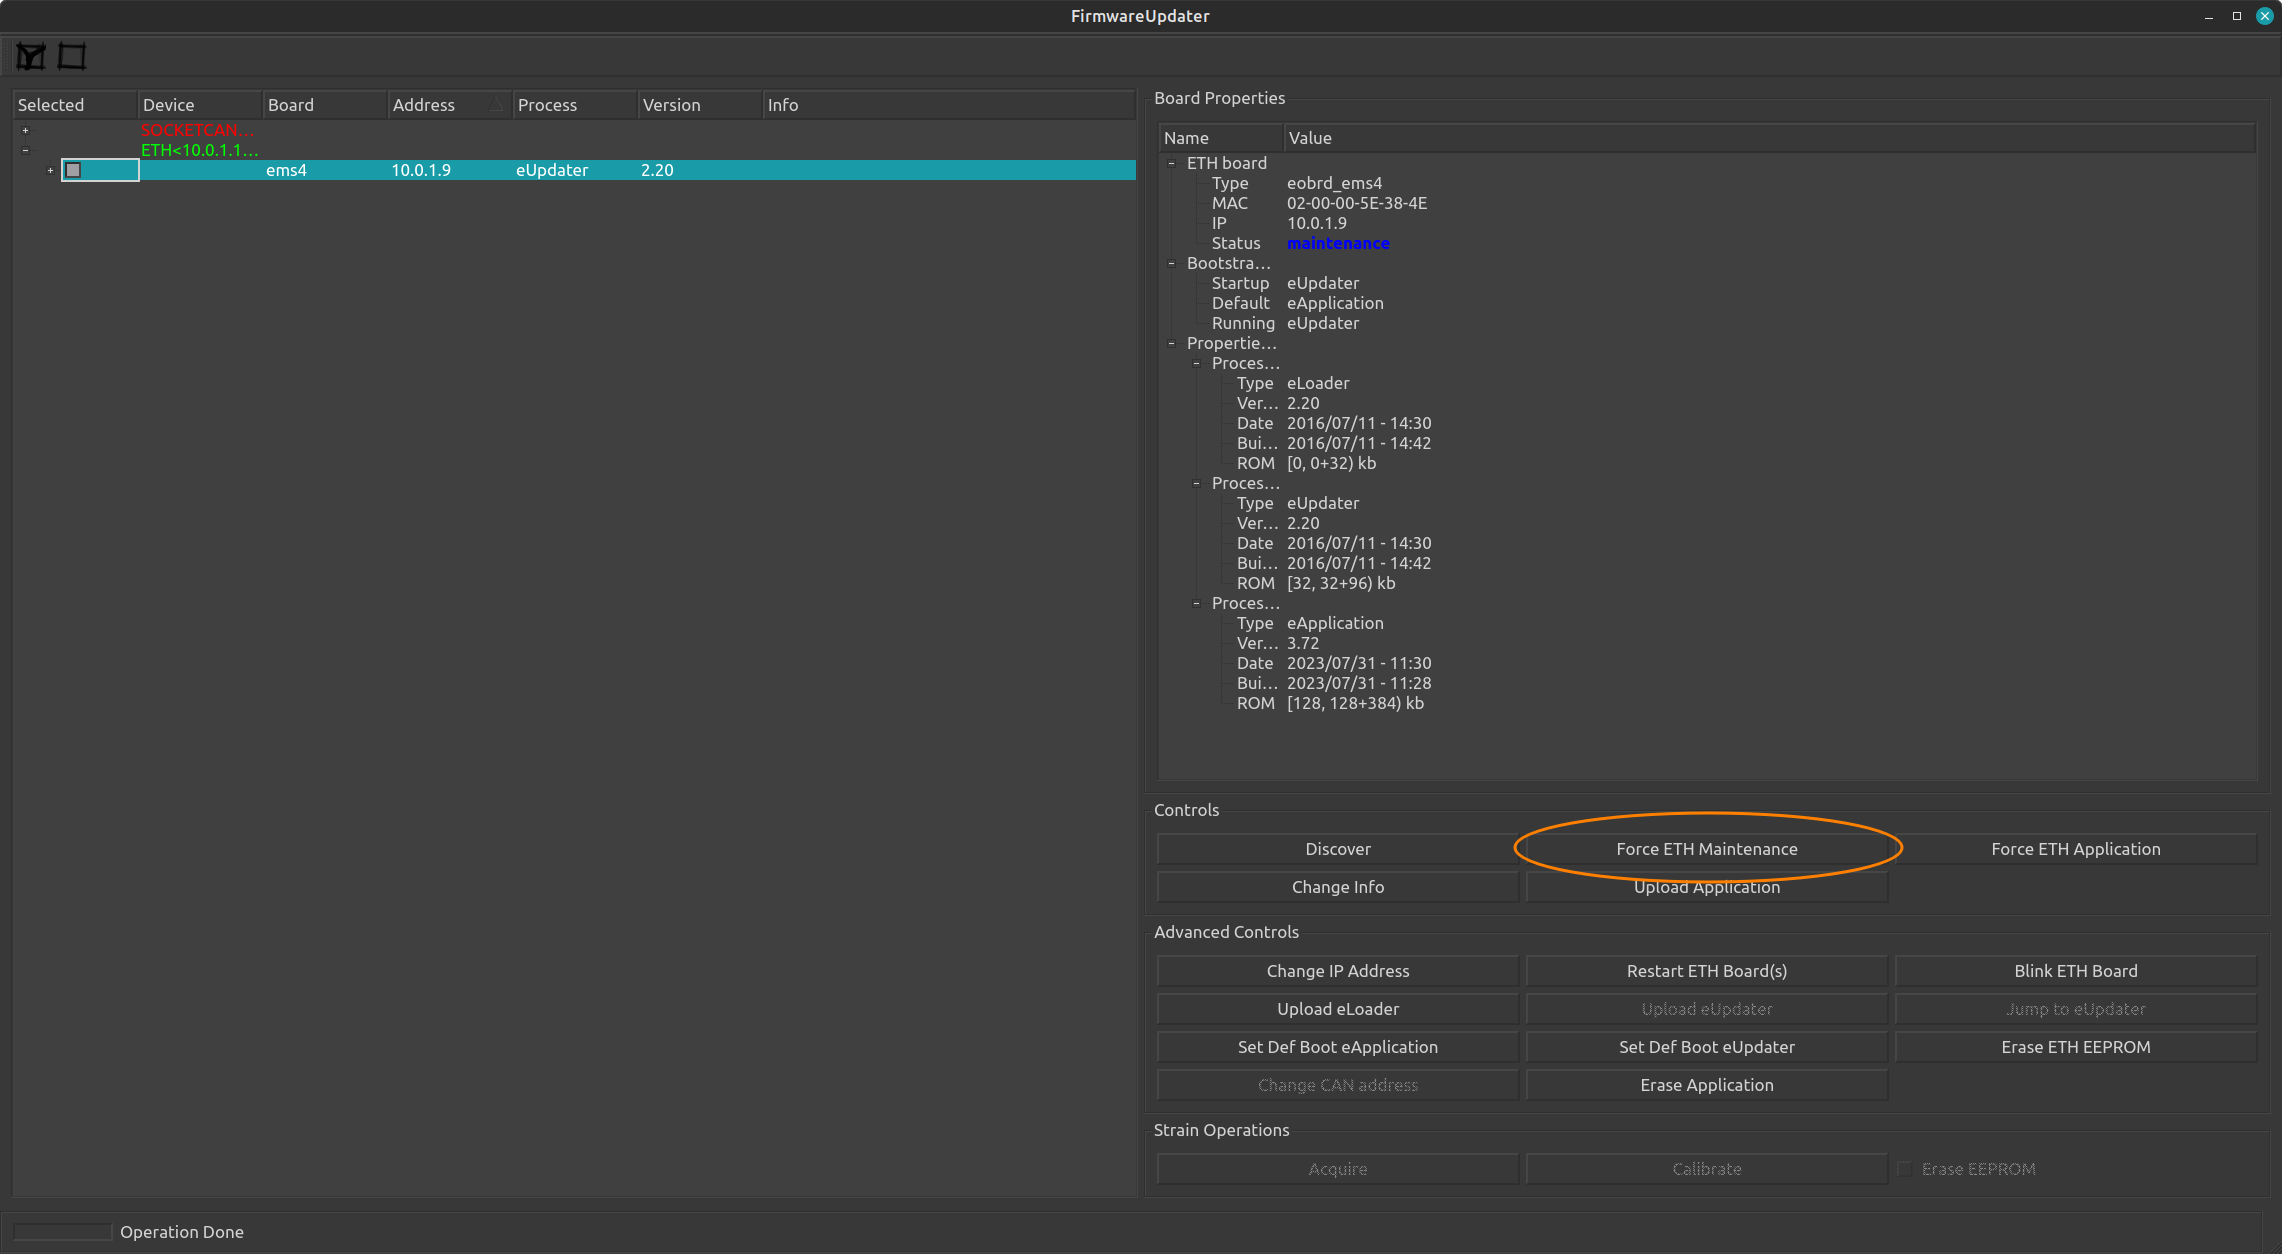 FirmwareUpdater
Selected Device Board Address Process Version Info
SOCKETCAN...
ETH<10.0.1.1...
ems4 10.0.1.9 eUpdater 2.20
Board Properties
Name Value
ETH board
Type eobrd_ems4
MAC 02-00-00-5E-38-4E
IP 10.0.1.9
Status maintenance
Bootstra...
Startup eUpdater
Default eApplication
Running eUpdater
Propertie...
Proces...
Type eLoader
Ver... 2.20
Date 2016/07/11 - 14:30
Bui... 2016/07/11 - 14:42
ROM [0, 0+32) kb
Proces...
Type eUpdater
Ver... 2.20
Date 2016/07/11 - 14:30
Bui... 2016/07/11 - 14:42
ROM [32, 32+96) kb
Proces...
Type eApplication
Ver... 3.72
Date 2023/07/31 - 11:30
Bui... 2023/07/31 - 11:28
ROM [128, 128+384) kb
Controls
Discover Force ETH Maintenance Force ETH Application
Change Info Upload Application
Advanced Controls
Change IP Address Restart ETH Board(s) Blink ETH Board
Upload eLoader Upload eUpdater Jump to eUpdater
Set Def Boot eApplication Set Def Boot eUpdater Erase ETH EEPROM
Change CAN address Erase Application
Strain Operations
Acquire Calibrate Erase EEPROM
Operation Done